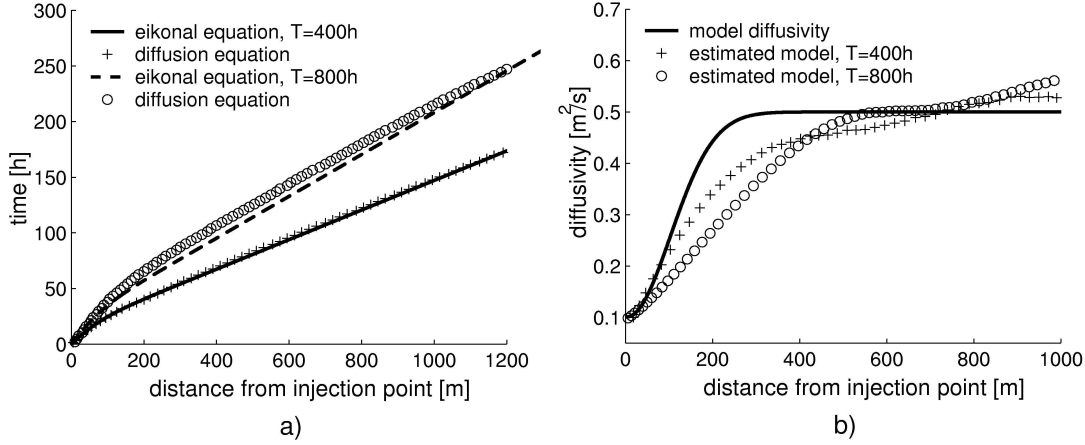 300
250
200
150
100
50
0
time [h]
eikonal equation, T=400h
diffusion equation
eikonal equation, T=800h
diffusion equation
0 200 400 600 800 1000 1200
distance from injection point [m]
a)
0.7
0.6
0.5
0.4
0.3
0.2
0.1
diffusivity [m²/s]
model diffusivity
estimated model, T=400h
estimated model, T=800h
0 200 400 600 800 1000
distance from injection point [m]
b)